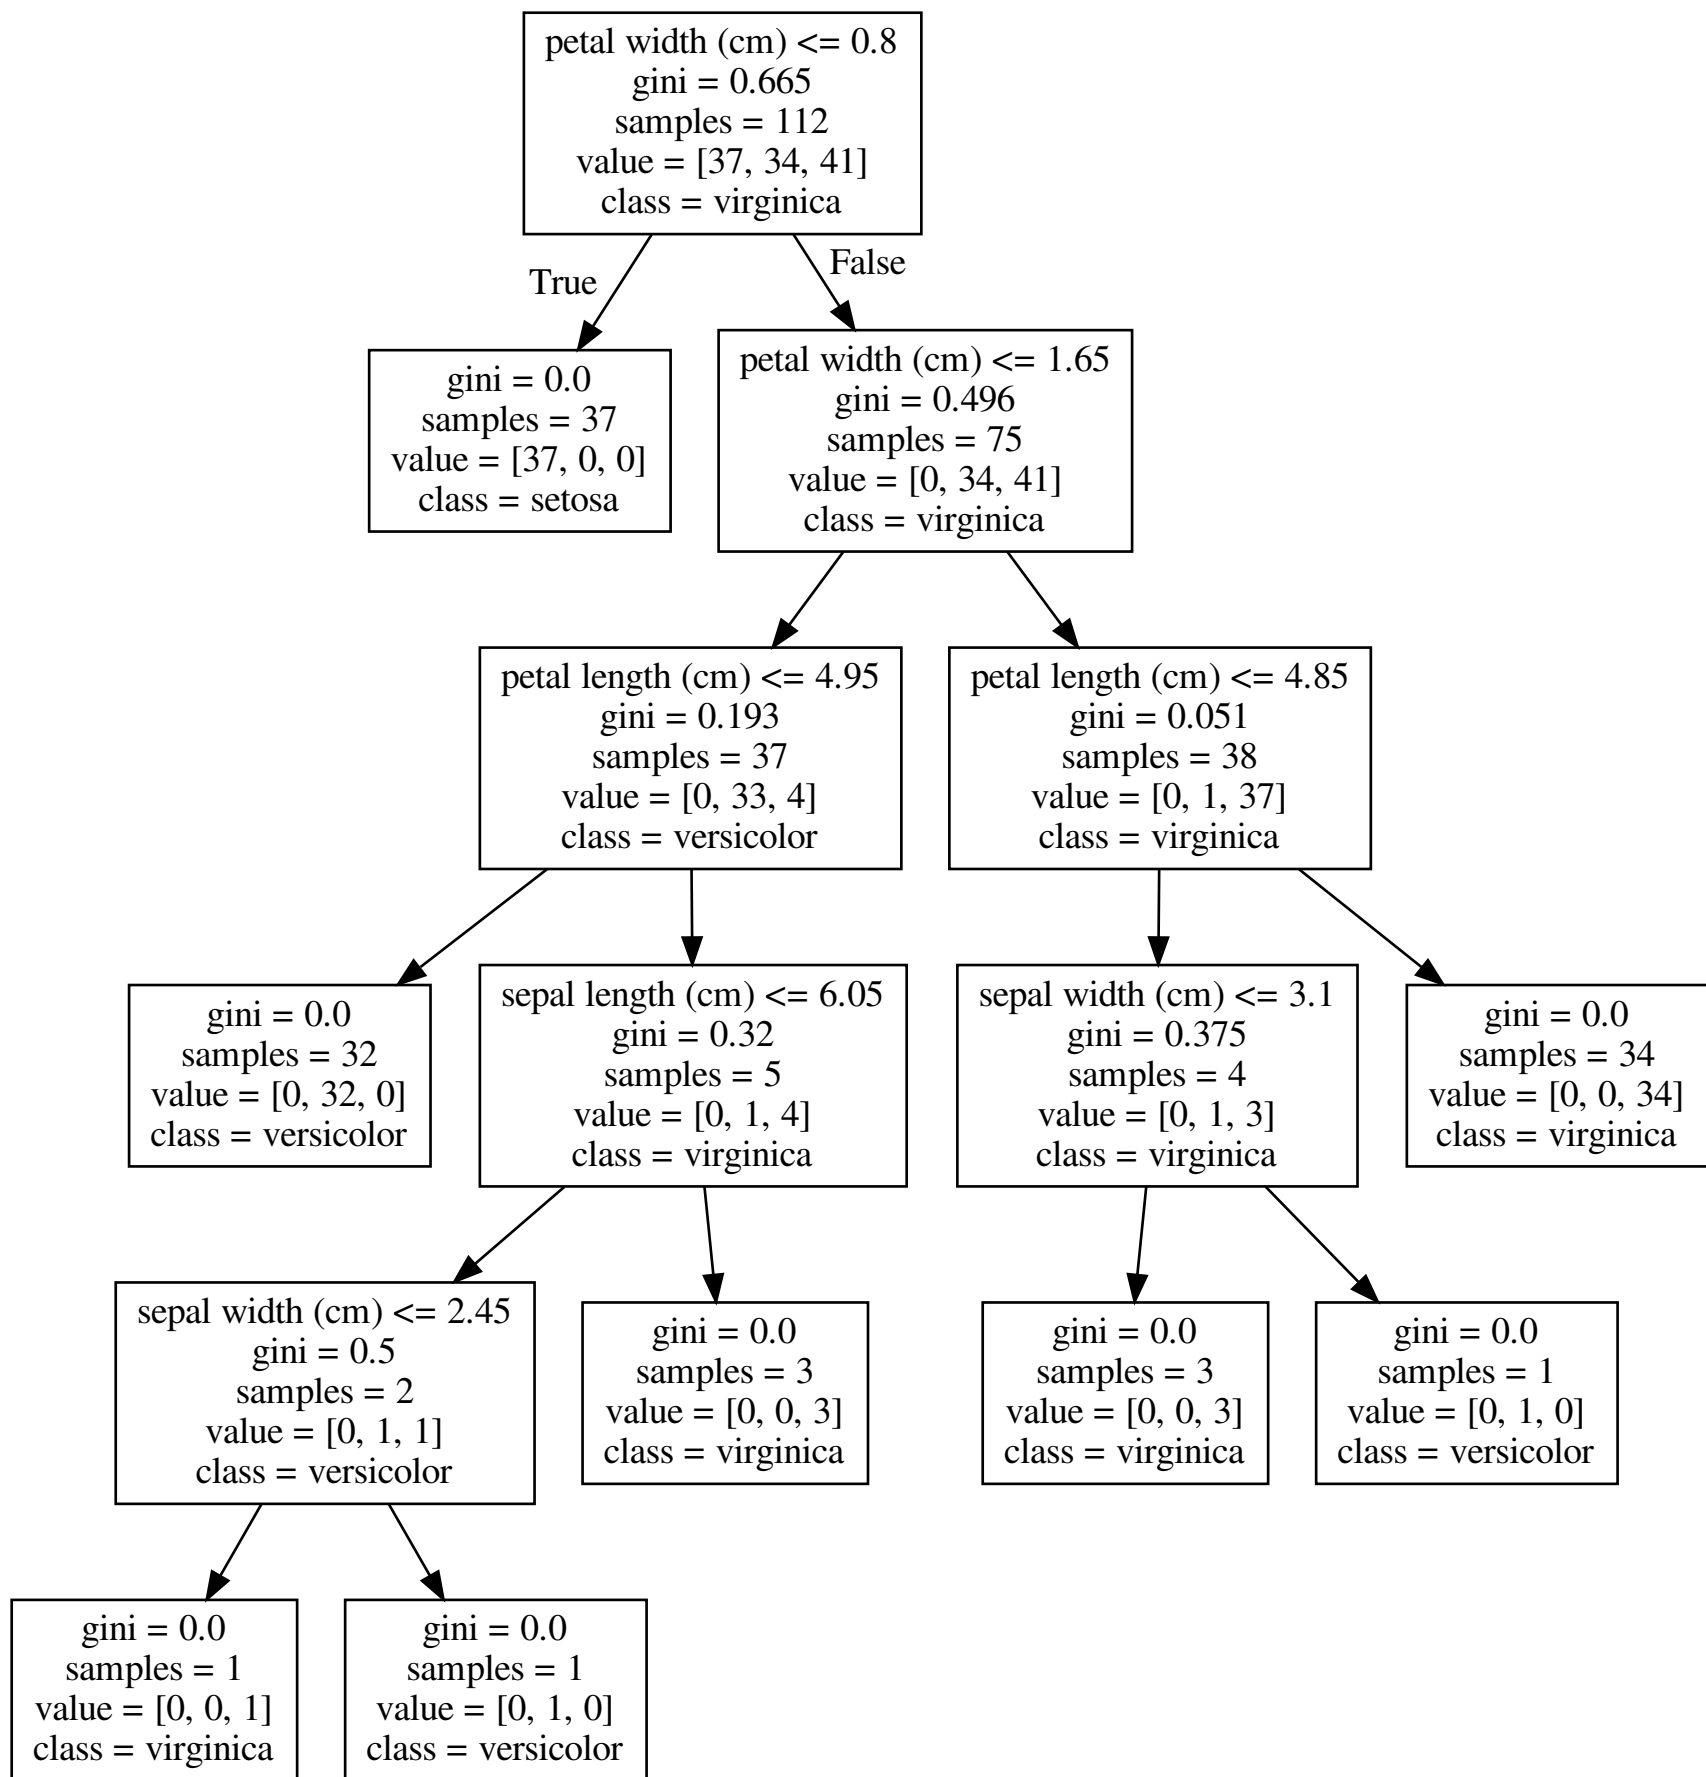 petal width (cm) <= 0.8
gini = 0.665
samples = 112
value = [37, 34, 41]
class = virginica
True
False
gini = 0.0
samples = 37
value = [37, 0, 0]
class = setosa
petal width (cm) <= 1.65
gini = 0.496
samples = 75
value = [0, 34, 41]
class = virginica
petal length (cm) <= 4.95
gini = 0.193
samples = 37
value = [0, 33, 4]
class = versicolor
petal length (cm) <= 4.85
gini = 0.051
samples = 38
value = [0, 1, 37]
class = virginica
gini = 0.0
samples = 32
value = [0, 32, 0]
class = versicolor
sepal length (cm) <= 6.05
gini = 0.32
samples = 5
value = [0, 1, 4]
class = virginica
sepal width (cm) <= 3.1
gini = 0.375
samples = 4
value = [0, 1, 3]
class = virginica
gini = 0.0
samples = 34
value = [0, 0, 34]
class = virginica
sepal width (cm) <= 2.45
gini = 0.5
samples = 2
value = [0, 1, 1]
class = versicolor
gini = 0.0
samples = 3
value = [0, 0, 3]
class = virginica
gini = 0.0
samples = 3
value = [0, 0, 3]
class = virginica
gini = 0.0
samples = 1
value = [0, 1, 0]
class = versicolor
gini = 0.0
samples = 1
value = [0, 0, 1]
class = virginica
gini = 0.0
samples = 1
value = [0, 1, 0]
class = versicolor